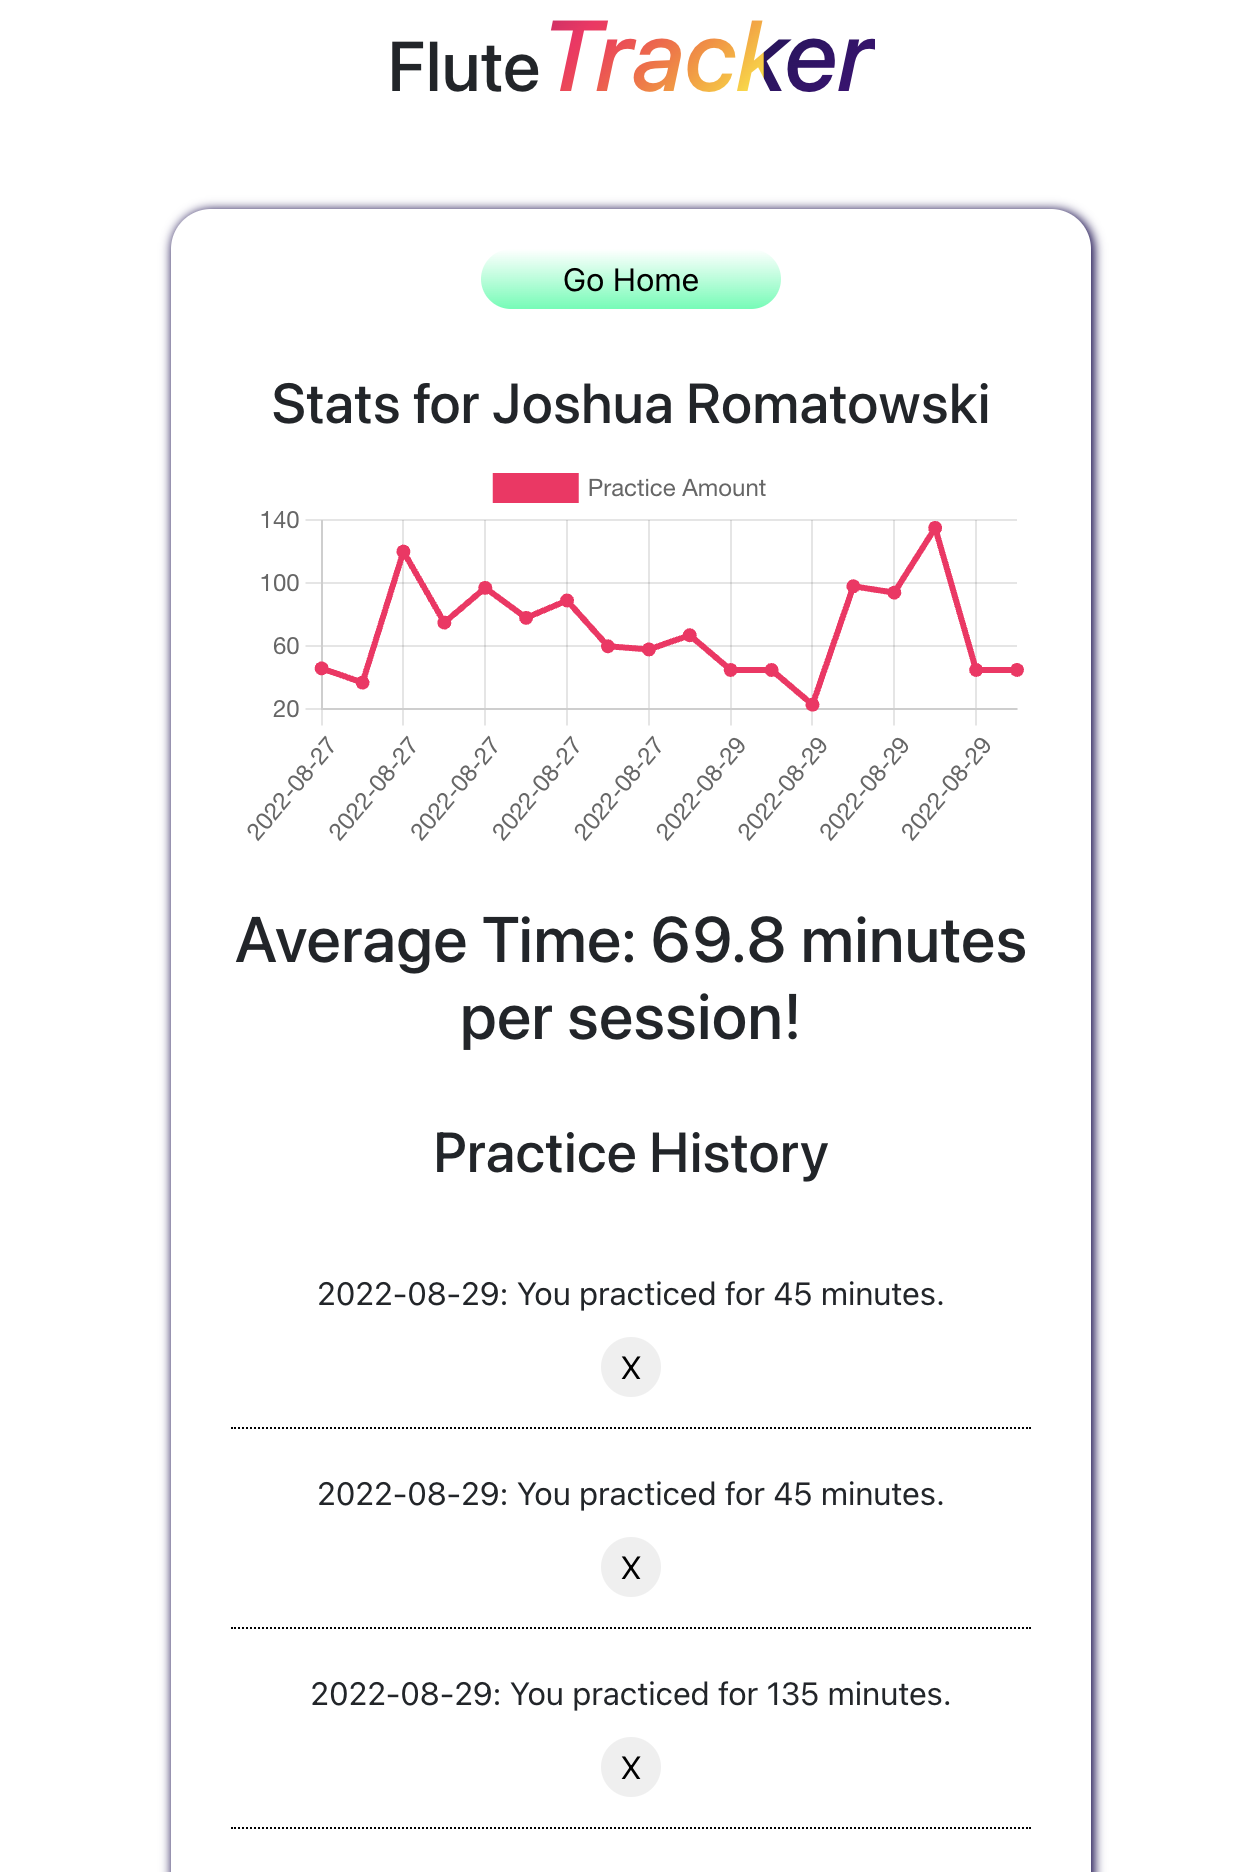 Flute Tracker
Go Home
Stats for Joshua Romatowski
Practice Amount
140
100
60
20
2022-08-27
2022-08-27
2022-08-27
2022-08-27
2022-08-27
2022-08-29
2022-08-29
2022-08-29
2022-08-29
Average Time: 69.8 minutes
per session!
Practice History
2022-08-29: You practiced for 45 minutes.
X
2022-08-29: You practiced for 45 minutes.
X
2022-08-29: You practiced for 135 minutes.
X